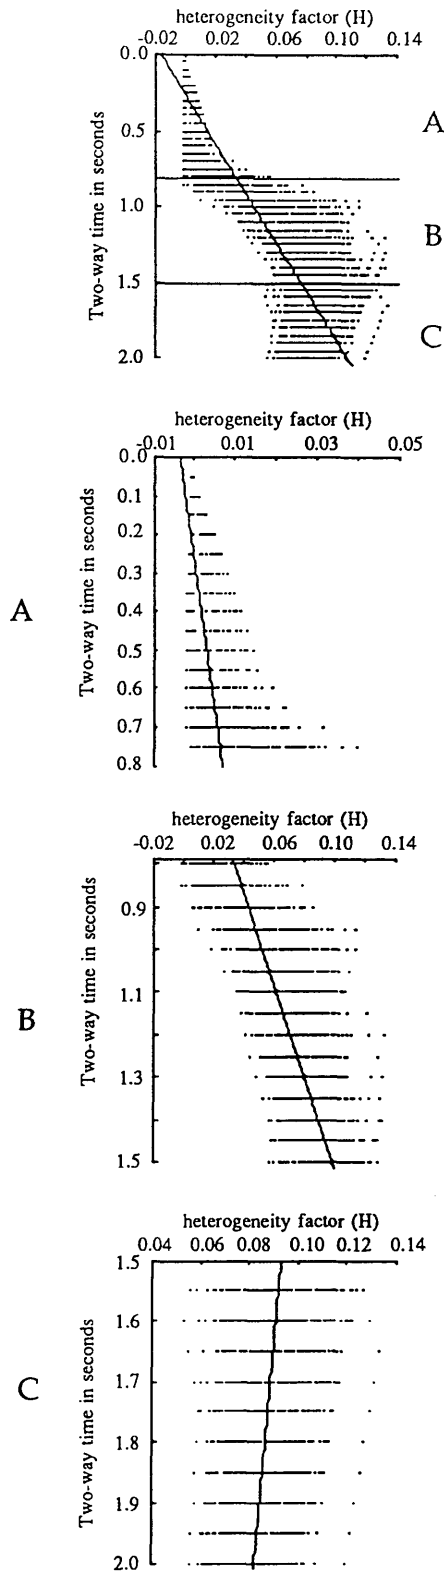 heterogeneity factor (H)
-0.02 0.02 0.06 0.10 0.14
0.0
0.5
1.0
1.5
2.0
Two-way time in seconds
A
B
C
heterogeneity factor (H)
-0.01 0.01 0.03 0.05
0.0
0.1
0.2
0.3
0.4
0.5
0.6
0.7
0.8
Two-way time in seconds
A
heterogeneity factor (H)
-0.02 0.02 0.06 0.10 0.14
0.9
1.1
1.3
1.5
Two-way time in seconds
B
heterogeneity factor (H)
0.04 0.06 0.08 0.10 0.12 0.14
1.5
1.6
1.7
1.8
1.9
2.0
Two-way time in seconds
C